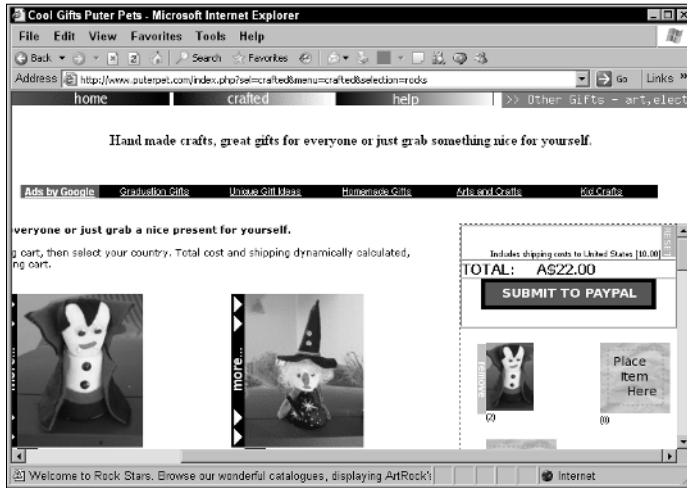 Cool Gifts Puter Pets - Microsoft Internet Explorer
File Edit View Favorites Tools Help
Back Search Favorites
Address http://www.puterpet.com/index.php?sel=crafted&menu=crafted&selection=rocks Go Links »
home crafted help >> Other Gifts - art,elect
Hand made crafts, great gifts for everyone or just grab something nice for yourself.
Ads by Google Graduation Gifts Unique Gift Ideas Homemade Gifts Arts and Crafts Kid Crafts
everyone or just grab a nice present for yourself.
g cart, then select your country. Total cost and shipping dynamically calculated,
ng cart.
RESET
Includes shipping costs to United States [10.00]
TOTAL: A$22.00
SUBMIT TO PAYPAL
more...
more...
remove
(2)
Place
Item
Here
(0)
Welcome to Rock Stars. Browse our wonderful catalogues, displaying ArtRock's
Internet